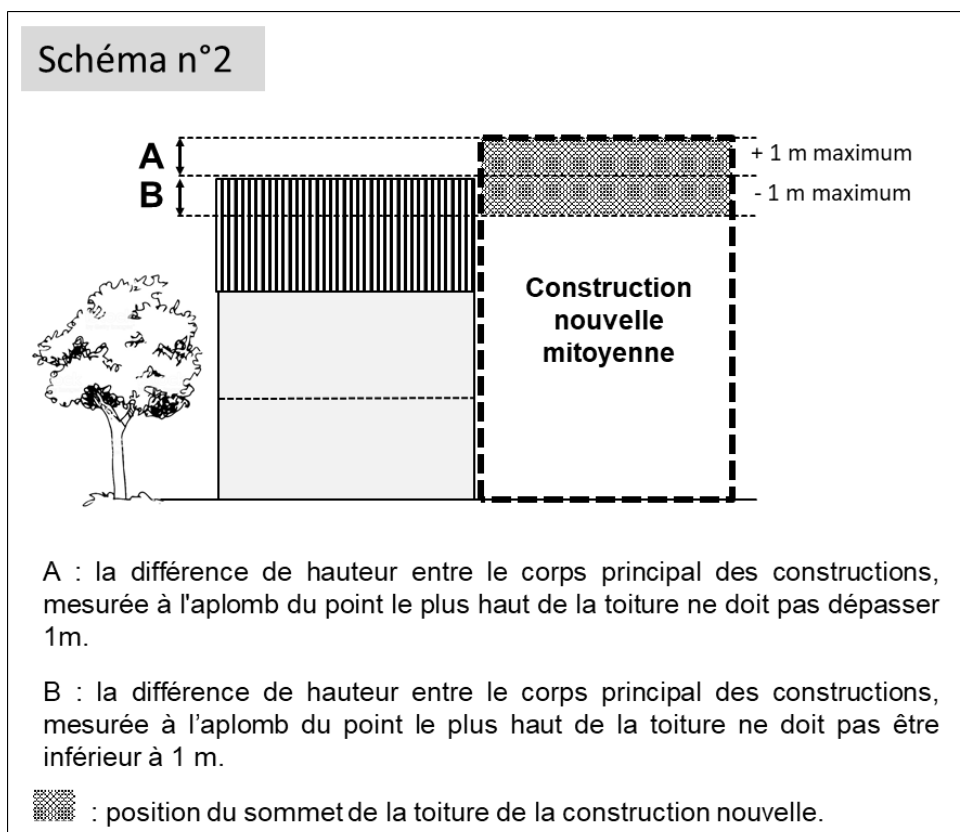 Schéma n°2
A
+ 1 m maximum
B
- 1 m maximum
Construction
nouvelle
mitoyenne
A : la différence de hauteur entre le corps principal des constructions,
mesurée à l'aplomb du point le plus haut de la toiture ne doit pas dépasser
1m.
B : la différence de hauteur entre le corps principal des constructions,
mesurée à l’aplomb du point le plus haut de la toiture ne doit pas être
inférieur à 1 m.
: position du sommet de la toiture de la construction nouvelle.